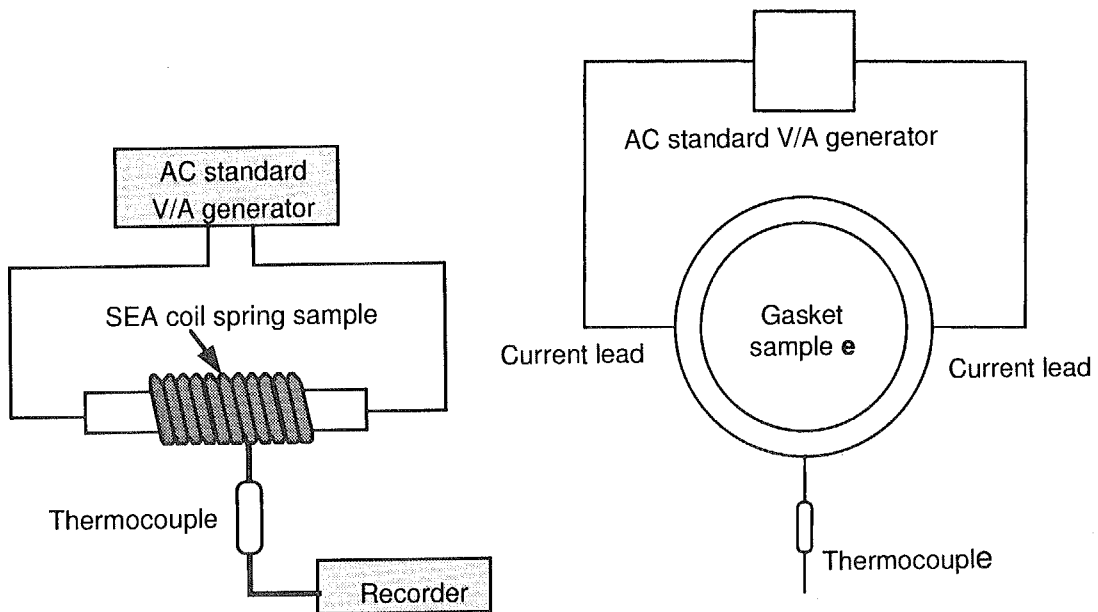 AC standard
V/A generator
SEA coil spring sample
Thermocouple
Recorder
AC standard V/A generator
Gasket
sample e
Current lead
Current lead
Thermocouple